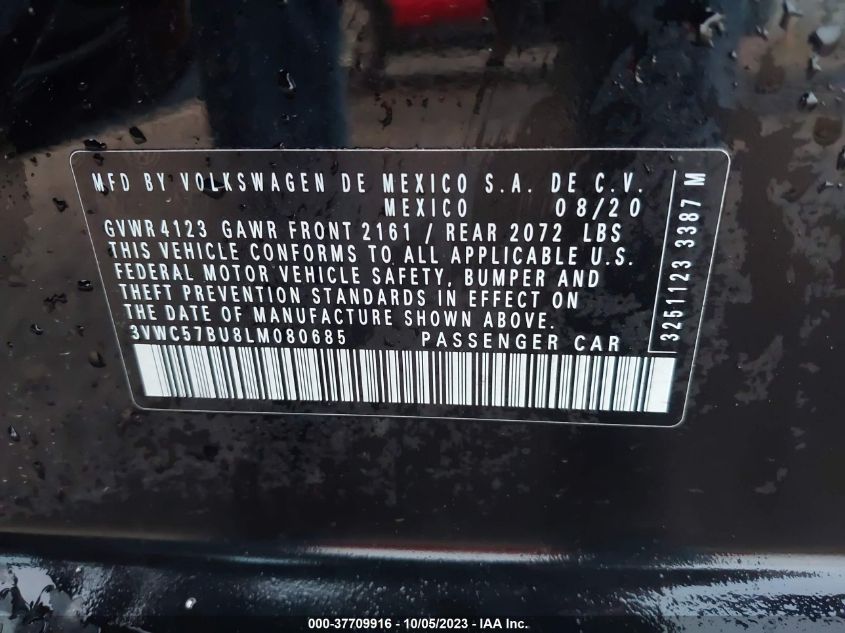 MFD BY VOLKSWAGEN DE MEXICO S.A. DE C.V.
MEXICO 08/20
GVWR 4123 GAWR FRONT 2161 / REAR 2072 LBS
THIS VEHICLE CONFORMS TO ALL APPLICABLE U.S.
FEDERAL MOTOR VEHICLE SAFETY, BUMPER AND
THEFT PREVENTION STANDARDS IN EFFECT ON
THE DATE OF MANUFACTURE SHOWN ABOVE.
3VWC57BU8LM080685 PASSENGER CAR
3251123 3387 M
000-37709916 - 10/05/2023 - IAA Inc.